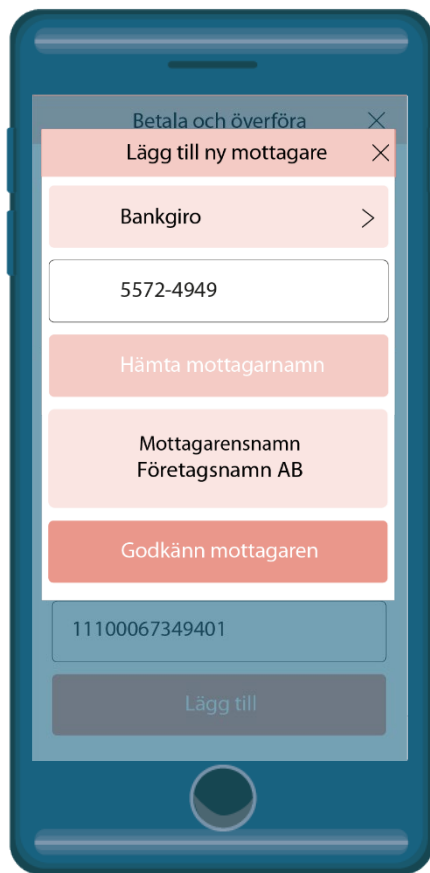 Betala och överföra
Lägg till ny mottagare
Bankgiro
5572-4949
Hämta mottagarnamn
Mottagarensnamn
Företagsnamn AB
Godkänn mottagaren
11100067349401
Lägg till